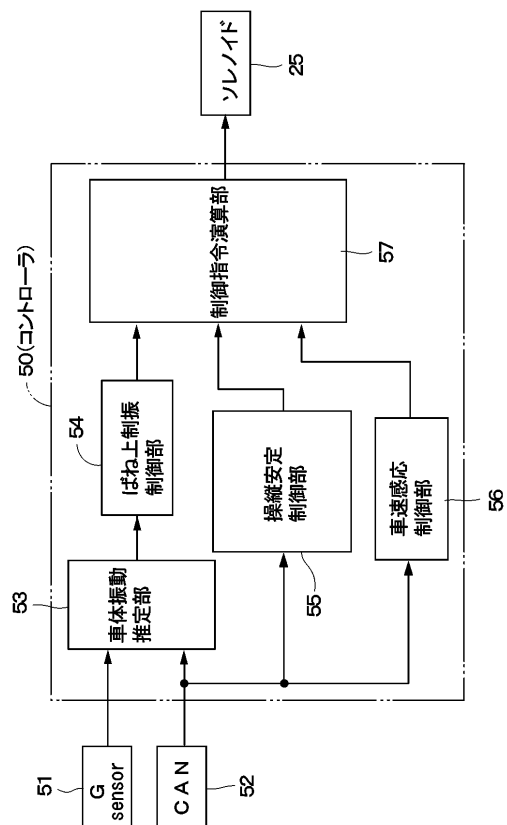 50(コントローラ)
51
G
sensor
52
CAN
53
車体振動
推定部
54
ばね上制振
制御部
操縦安定
制御部
55
車速感応
制御部
56
制御指令演算部
57
ソレノイド
25